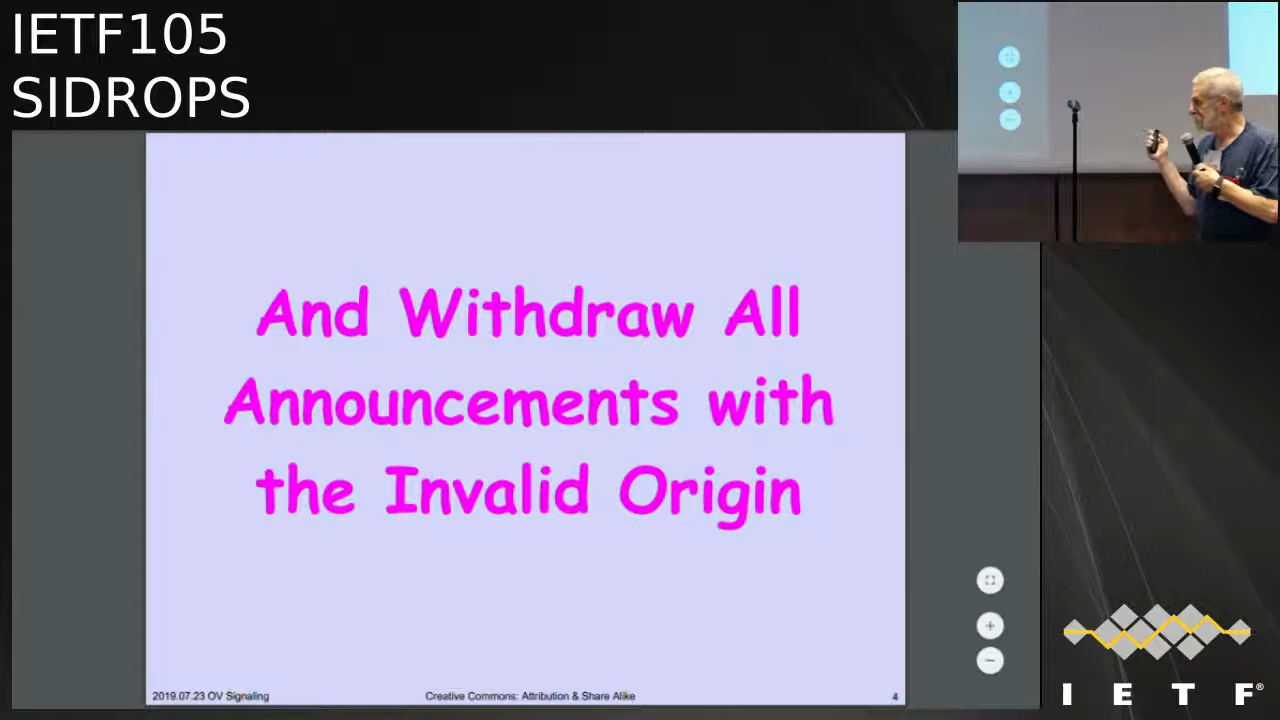 IETF105
SIDROPS
And Withdraw All
Announcements with
the Invalid Origin
2019.07.23 OV Signaling
Creative Commons: Attribution & Share Alike
4
I E T F®